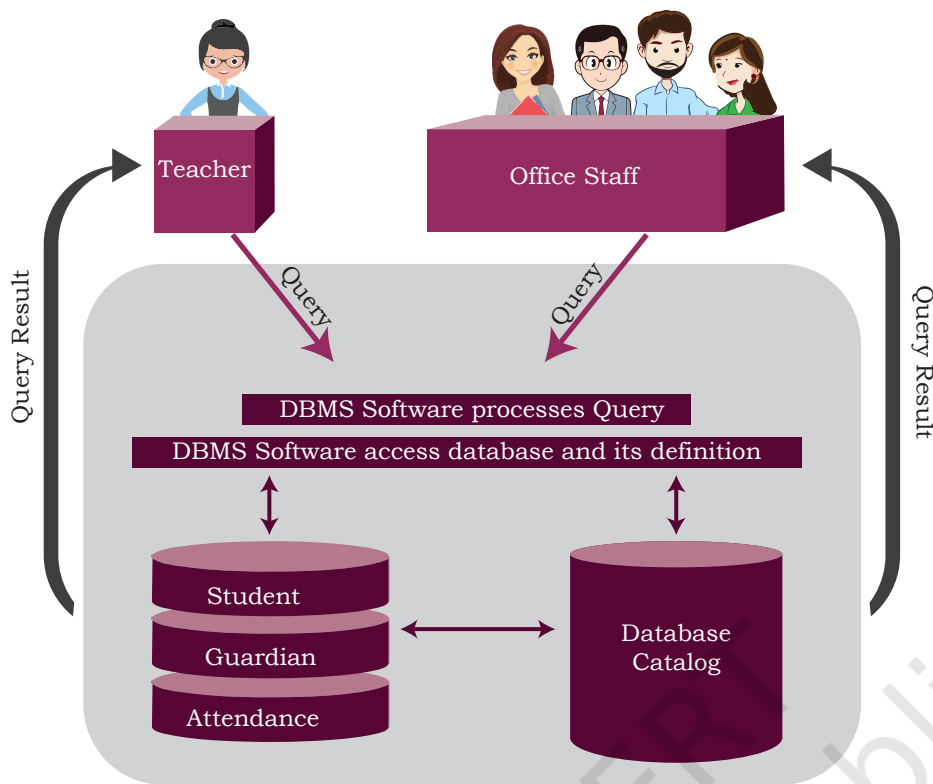 Teacher
Office Staff
Query
Query
Query Result
Query Result
DBMS Software processes Query
DBMS Software access database and its definition
Student
Guardian
Attendance
Database
Catalog